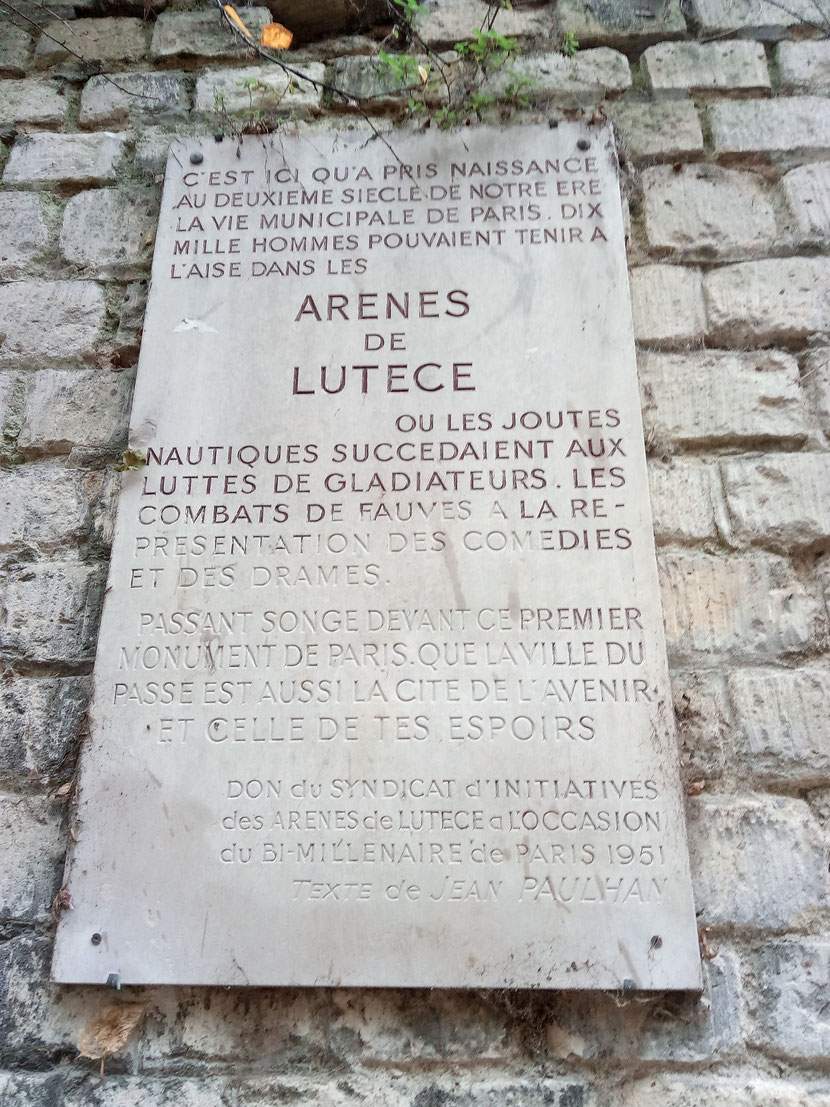 C'EST ICI QU'A PRIS NAISSANCE
AU DEUXIEME SIECLE DE NOTRE ERE
LA VIE MUNICIPALE DE PARIS. DIX
MILLE HOMMES POUVAIENT TENIR A
L'AISE DANS LES
ARENES
DE
LUTECE
OU LES JOUTES
NAUTIQUES SUCCEDAIENT AUX
LUTTES DE GLADIATEURS. LES
COMBATS DE FAUVES A LA RE-
PRESENTATION DES COMEDIES
ET DES DRAMES.
PASSANT SONGE DEVANT CE PREMIER
MONUMENT DE PARIS. QUE LA VILLE DU
PASSE EST AUSSI LA CITE DE L'AVENIR
ET CELLE DE TES ESPOIRS
DON du SYNDICAT d'INITIATIVES
des ARENES de LUTECE a L'OCCASION
du BI-MILLENAIRE de PARIS 1951
TEXTE de JEAN PAULHAN